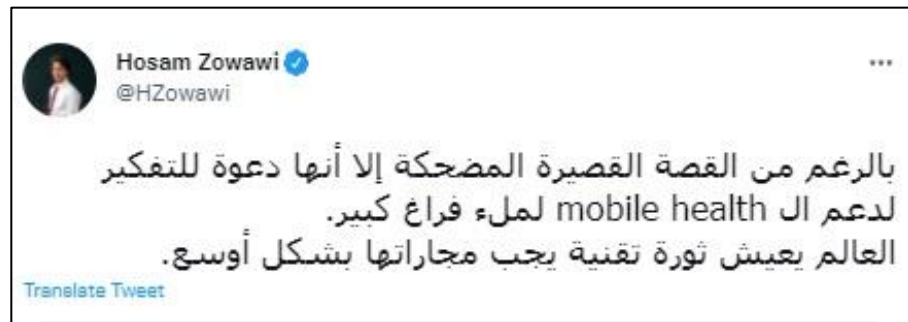 Hosam Zowawi
@HZowawi
بالرغم من القصة القصيرة المضحكة إلا أنها دعوة للتفكير
لدعم ال mobile health لملء فراغ كبير.
العالم يعيش ثورة تقنية يجب مجاراتها بشكل أوسع.
Translate Tweet